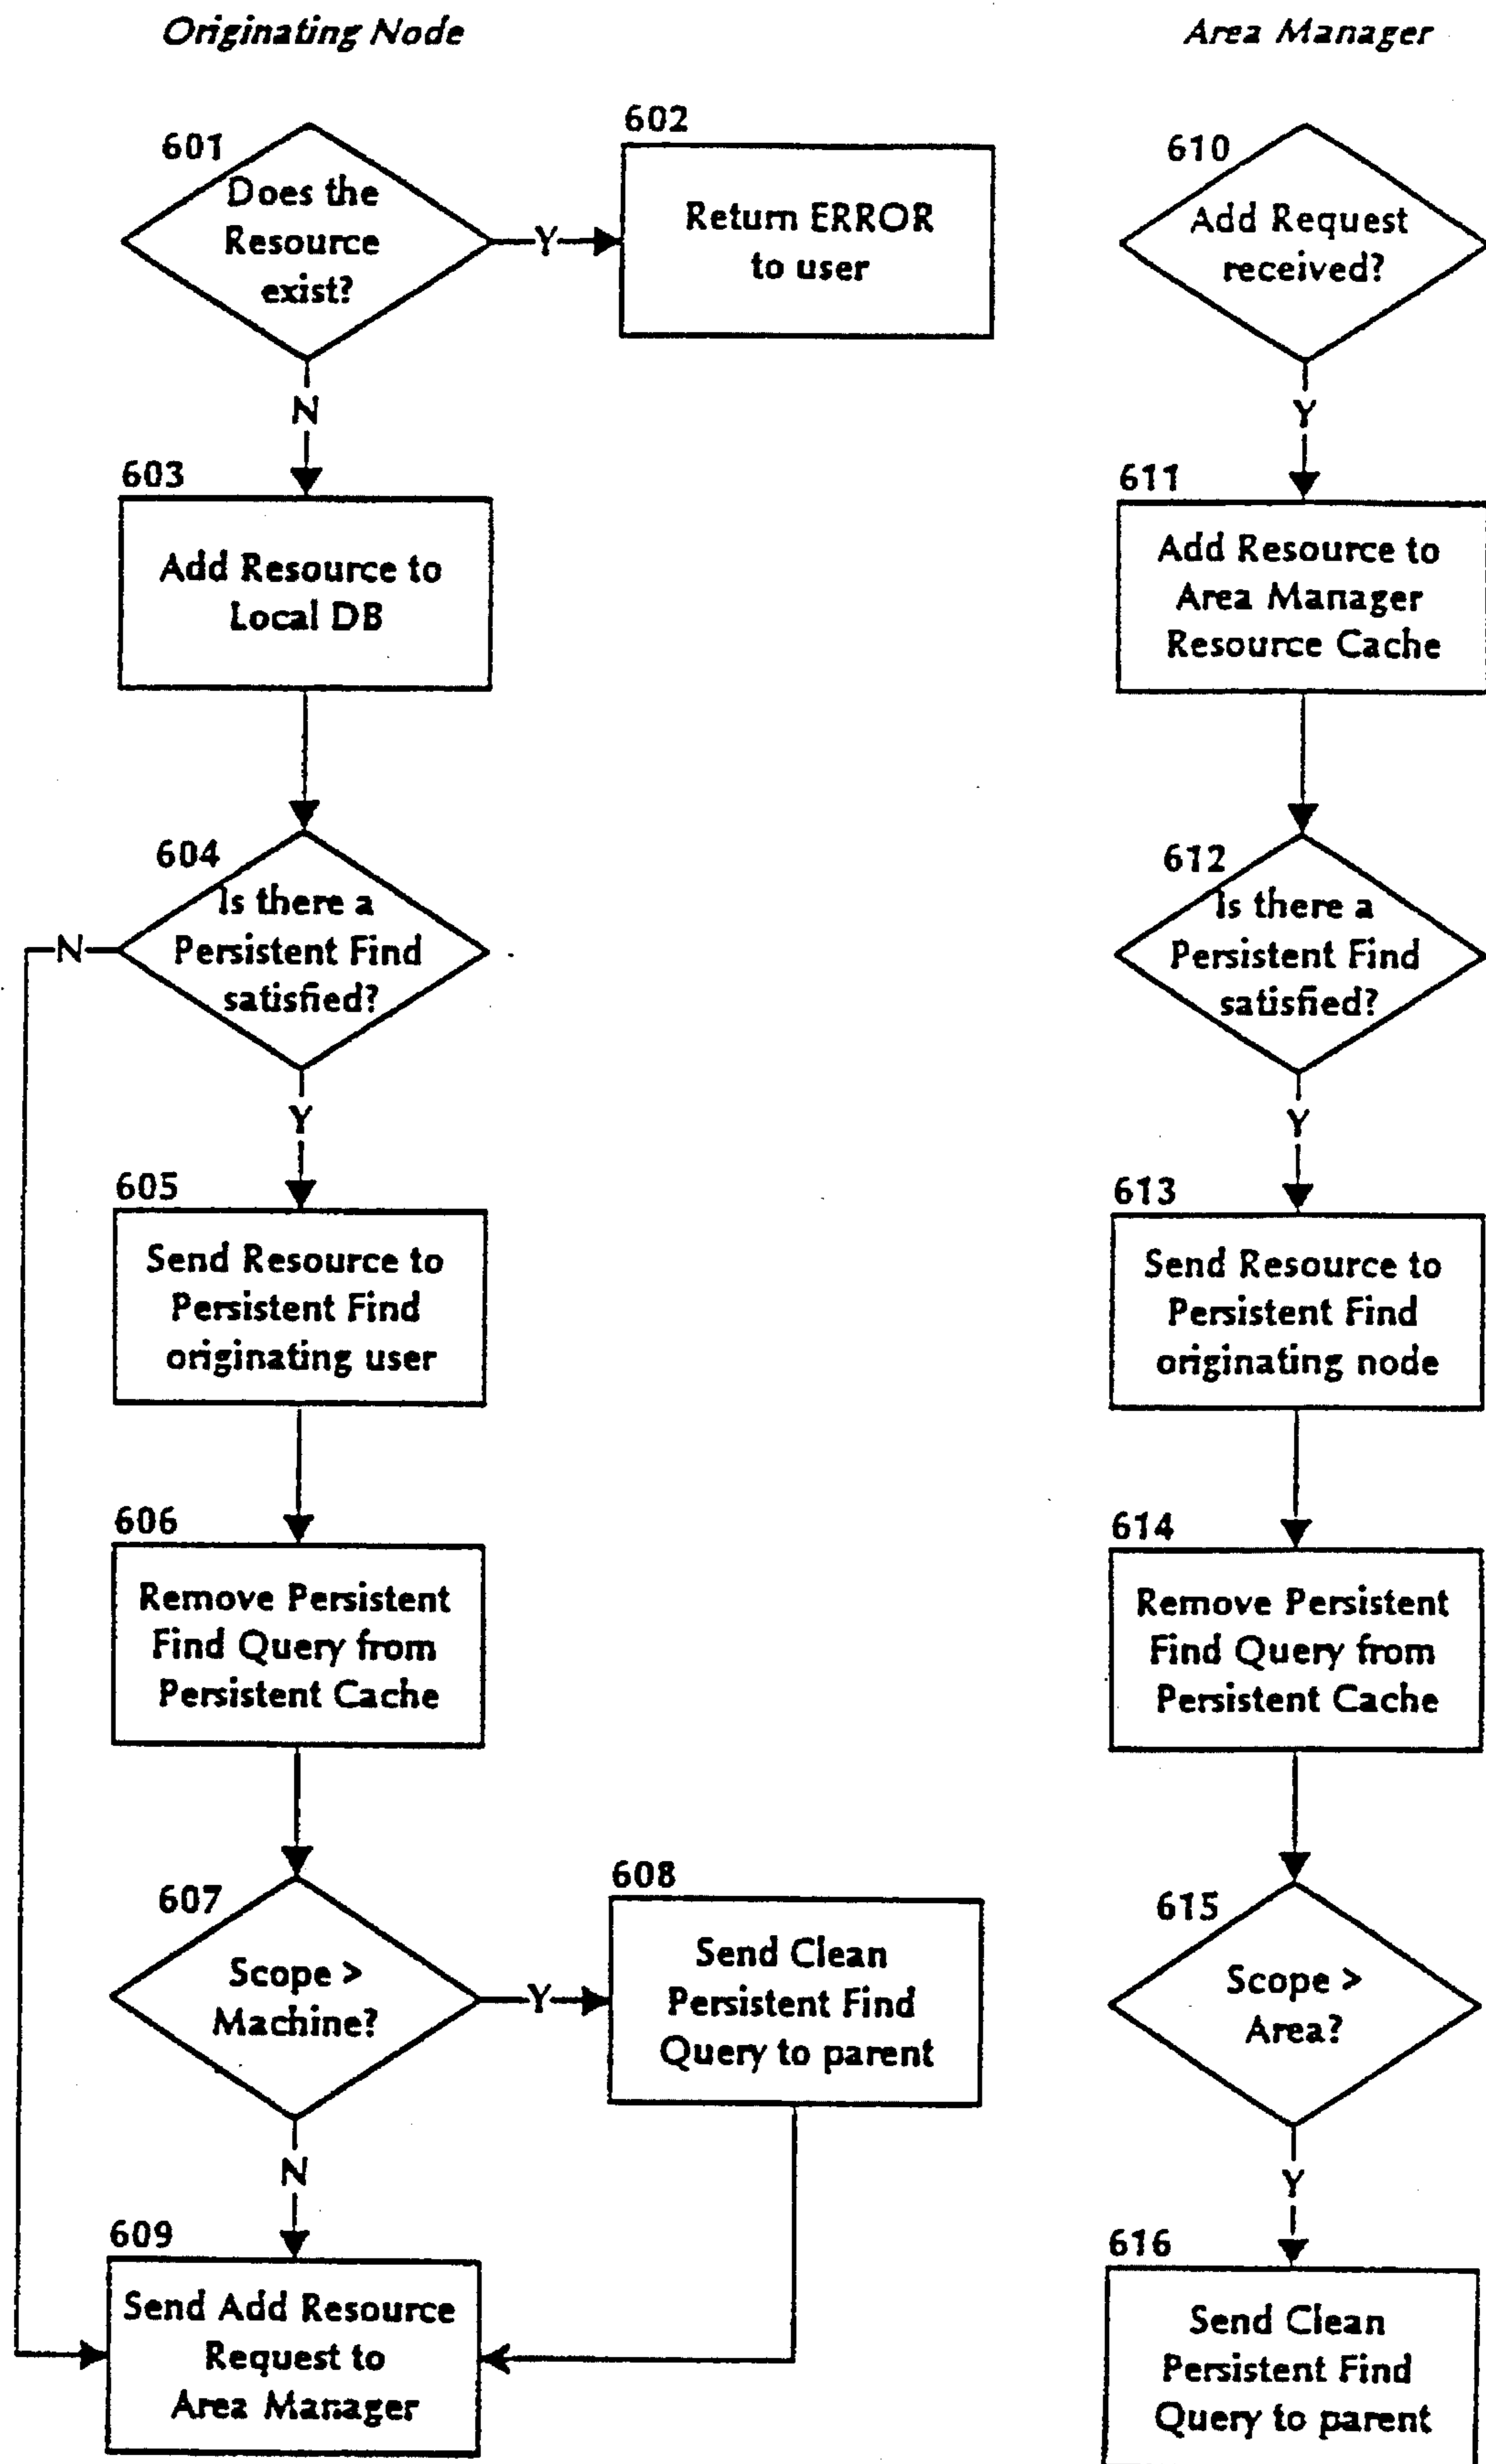 Originating Node
601
Does the
Resource
exist?
Y
602
Return ERROR
to user
N
603
Add Resource to
Local DB
604
Is there a
Persistent Find
satisfied?
N
Y
605
Send Resource to
Persistent Find
originating user
606
Remove Persistent
Find Query from
Persistent Cache
607
Scope >
Machine?
Y
608
Send Clean
Persistent Find
Query to parent
N
609
Send Add Resource
Request to
Area Manager
Area Manager
610
Add Request
received?
Y
611
Add Resource to
Area Manager
Resource Cache
612
Is there a
Persistent Find
satisfied?
Y
613
Send Resource to
Persistent Find
originating node
614
Remove Persistent
Find Query from
Persistent Cache
615
Scope >
Area?
Y
616
Send Clean
Persistent Find
Query to parent